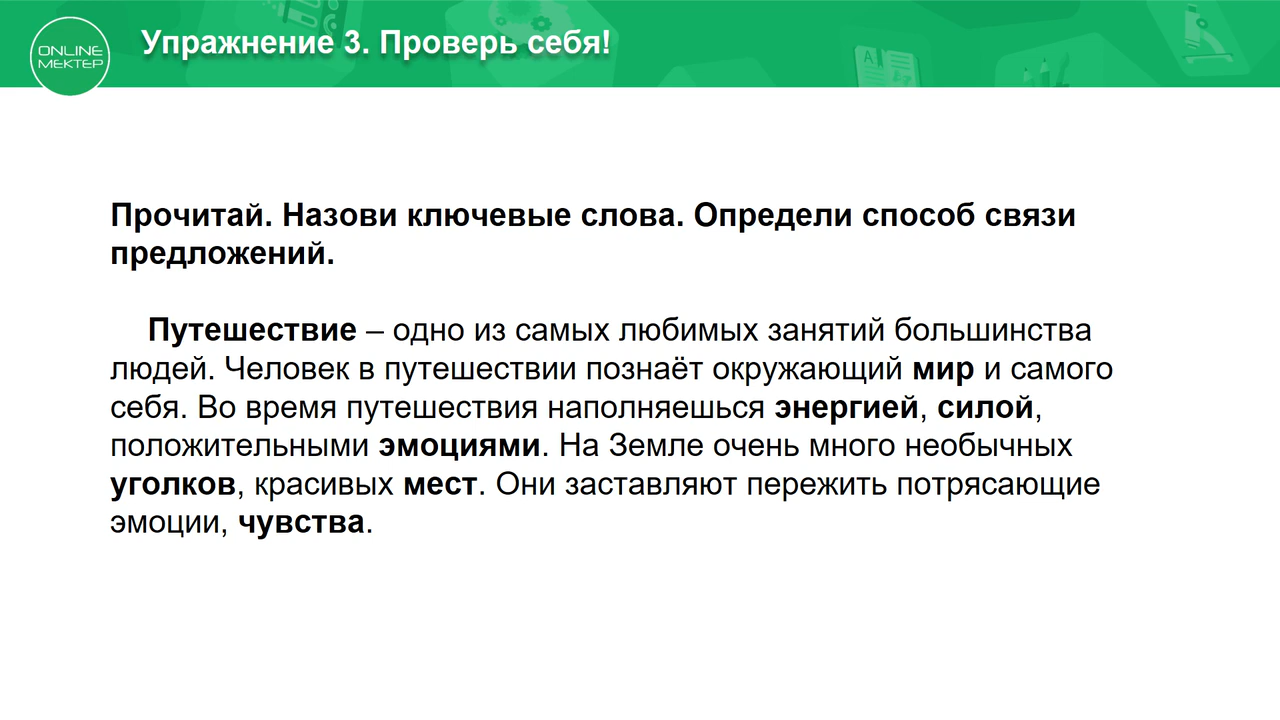 Упражнение 3. Проверь себя!
ONLINE
МЕКТЕР
Прочитай. Назови ключевые слова. Определи способ связи
предложений.
Путешествие – одно из самых любимых занятий большинства
людей. Человек в путешествии познаёт окружающий мир и самого
себя. Во время путешествия наполняешься энергией, силой,
положительными эмоциями. На Земле очень много необычных
уголков, красивых мест. Они заставляют пережить потрясающие
эмоции, чувства.